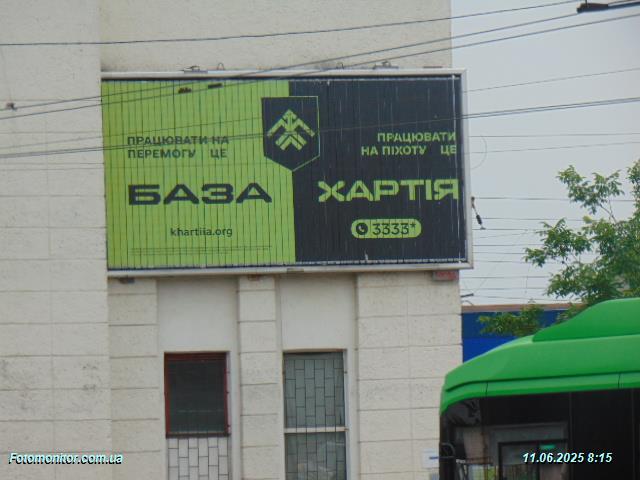 ПРАЦЮВАТИ НА
ПЕРЕМОГУ ЦЕ
БАЗА
khartiia.org
ПРАЦЮВАТИ
НА ПІХОТУ ЦЕ
ХАРТІЯ
3333*
Fotomonitor.com.ua
11.06.2025 8:15